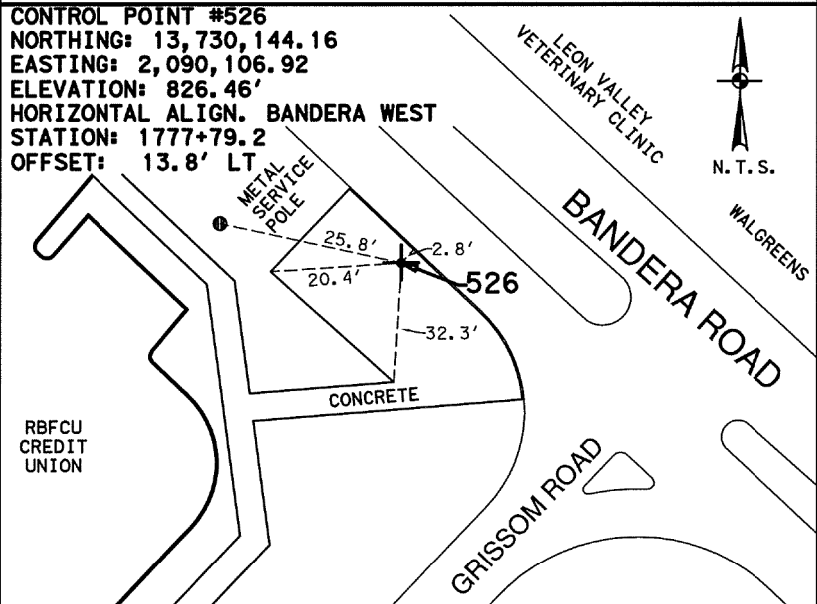 CONTROL POINT #526
NORTHING: 13,730,144.16
EASTING: 2,090,106.92
ELEVATION: 826.46'
HORIZONTAL ALIGN. BANDERA WEST
STATION: 1777+79.2
OFFSET: 13.8' LT
LEON VALLEY
VETERINARY CLINIC
N.T.S.
WALGREENS
METAL
SERVICE
POLE
BANDERA ROAD
25.8'
2.8'
20.4'
526
32.3'
CONCRETE
RBFCU
CREDIT
UNION
GRISSOM ROAD